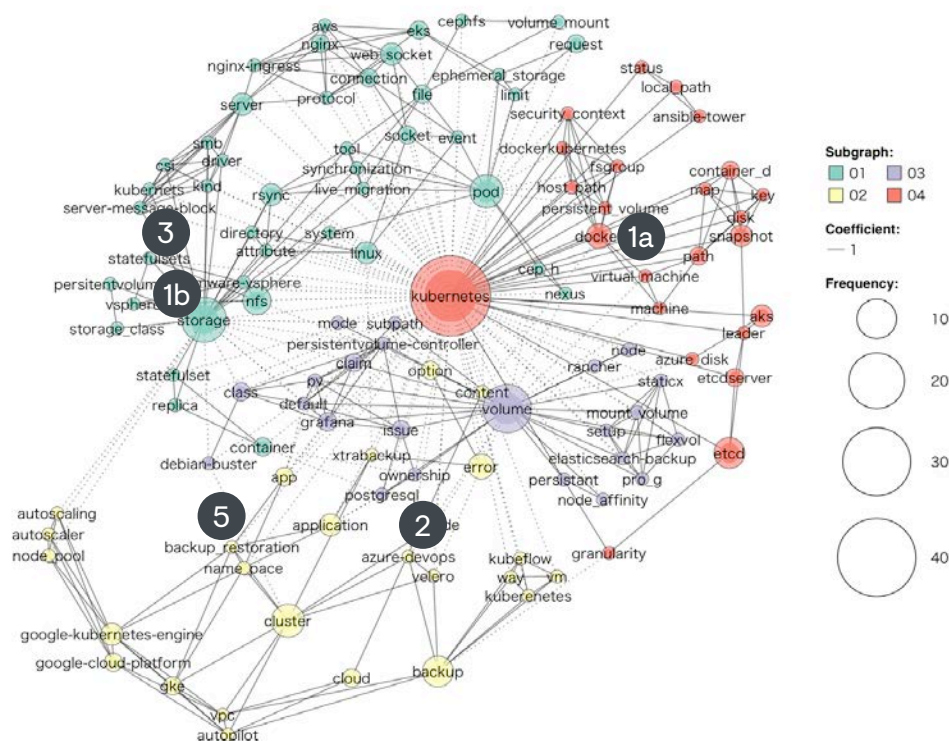 aws
cephfs
volume_mount
eks
nginx
web_socket
request
nginx-ingress
connection
ephemeral_storage
status
protocol
file
limit
local_path
server
security_context
ansible-tower
socket
event
smb
tool
dockerkubernetes
csi
driver
synchronization
fsgroup
container_d
kubernets
kind
rsync
live_migration
pod
host_path
map
key
server-message-block
persistent_volume
disk
directory
system
snapshot
3
1a
attribute
linux
path
statefulsets
cep_h
virtual_machine
1b
nfs
kubernetes
nexus
machine
storage
storage_class
mode
subpath
aks
leader
persistentvolume-controller
node
claim
option
rancher
azure_disk
statefulset
pv
staticx
etcdserver
class
content
replica
default
volume
mount_volume
grafana
issue
setup
flexvol
container
xtrabackup
elasticsearch-backup
etcd
debian-buster
app
ownership
error
persistant
pro_g
postgresql
node_affinity
autoscaling
5
application
2
autoscaler
backup_restoration
azure-devops
kubeflow
granularity
node_pool
name_pace
velero
way
vm
kuberenetes
cluster
google-kubernetes-engine
google-cloud-platform
backup
gke
cloud
vpc
autopilot
Subgraph:
01 03
02 04
Coefficient:
1
Frequency:
10
20
30
40